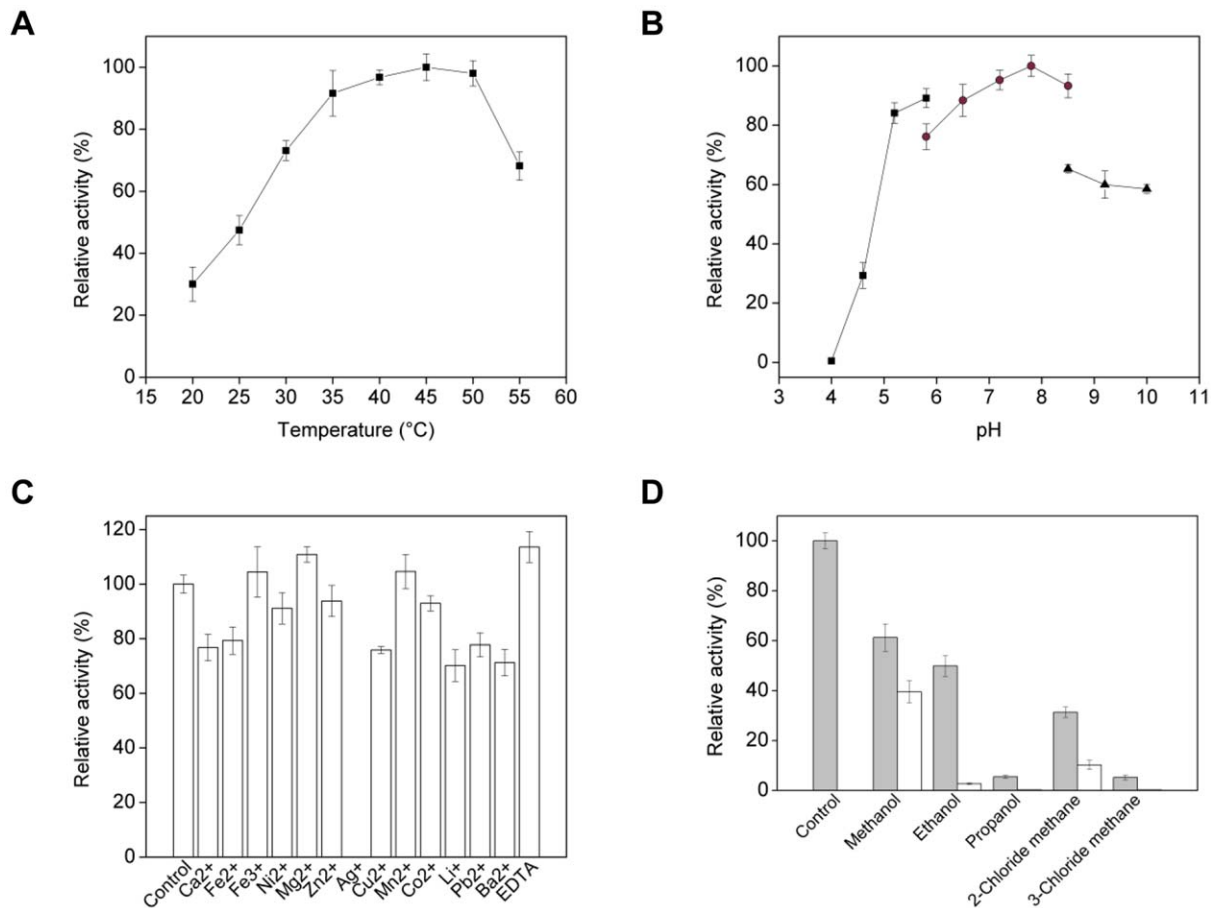 A
Relative activity (%)
100
80
60
40
20
0
15 20 25 30 35 40 45 50 55 60
Temperature (°C)
B
Relative activity (%)
100
80
60
40
20
0
3 4 5 6 7 8 9 10 11
pH
C
Relative activity (%)
120
100
80
60
40
20
0
Control Ca2+ Fe2+ Fe3+ Ni2+ Mg2+ Zn2+ Ag+ Cu2+ Mn2+ Co2+ Li+ Pb2+ Ba2+ EDTA
D
Relative activity (%)
100
80
60
40
20
0
Control Methanol Ethanol Propanol 2-Chloride methane 3-Chloride methane